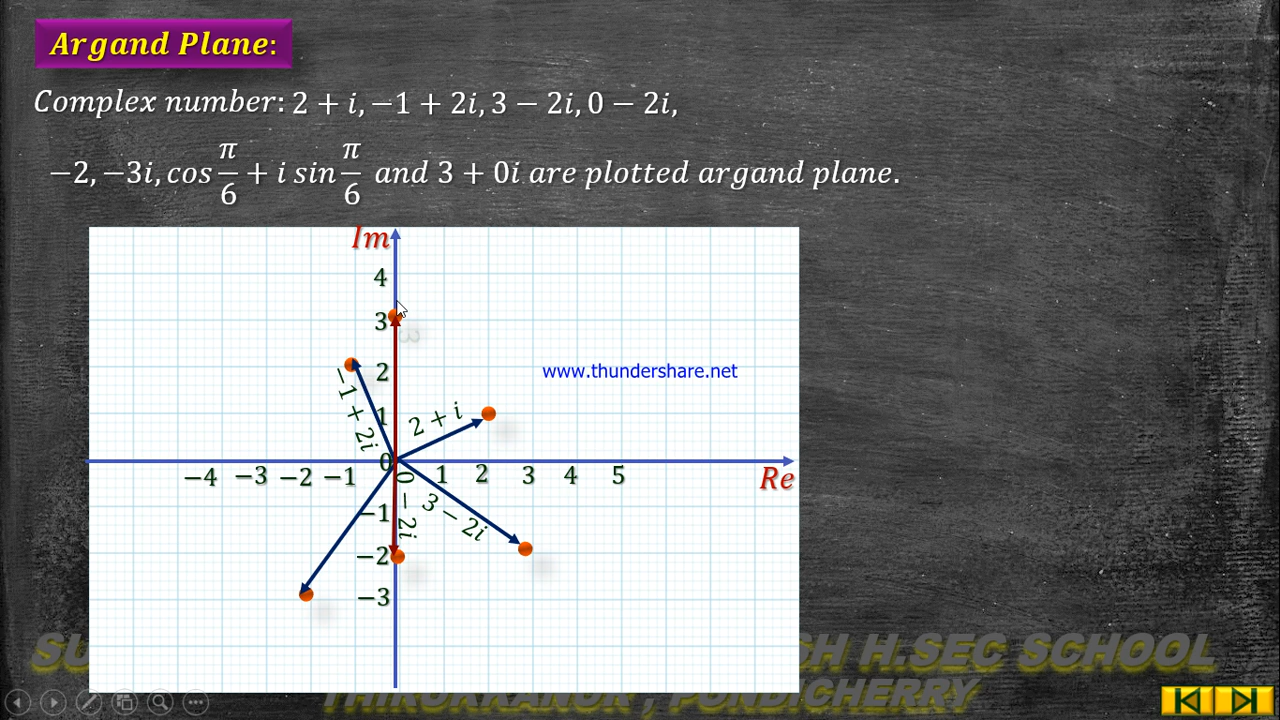 Argand Plane:
Complex number: 2 + i, −1 + 2i, 3 − 2i, 0 − 2i,
−2, −3i, cos π/6 + i sin π/6 and 3 + 0i are plotted argand plane.
Im
4
3
3
2
www.thundershare.net
−1 + 2i
1
2 + i
0
−4 −3 −2 −1 1 2 3 4 5
Re
0 − 2i
3 − 2i
−1
−2
−3
H.SEC SCHOOL
PONDICHERRY